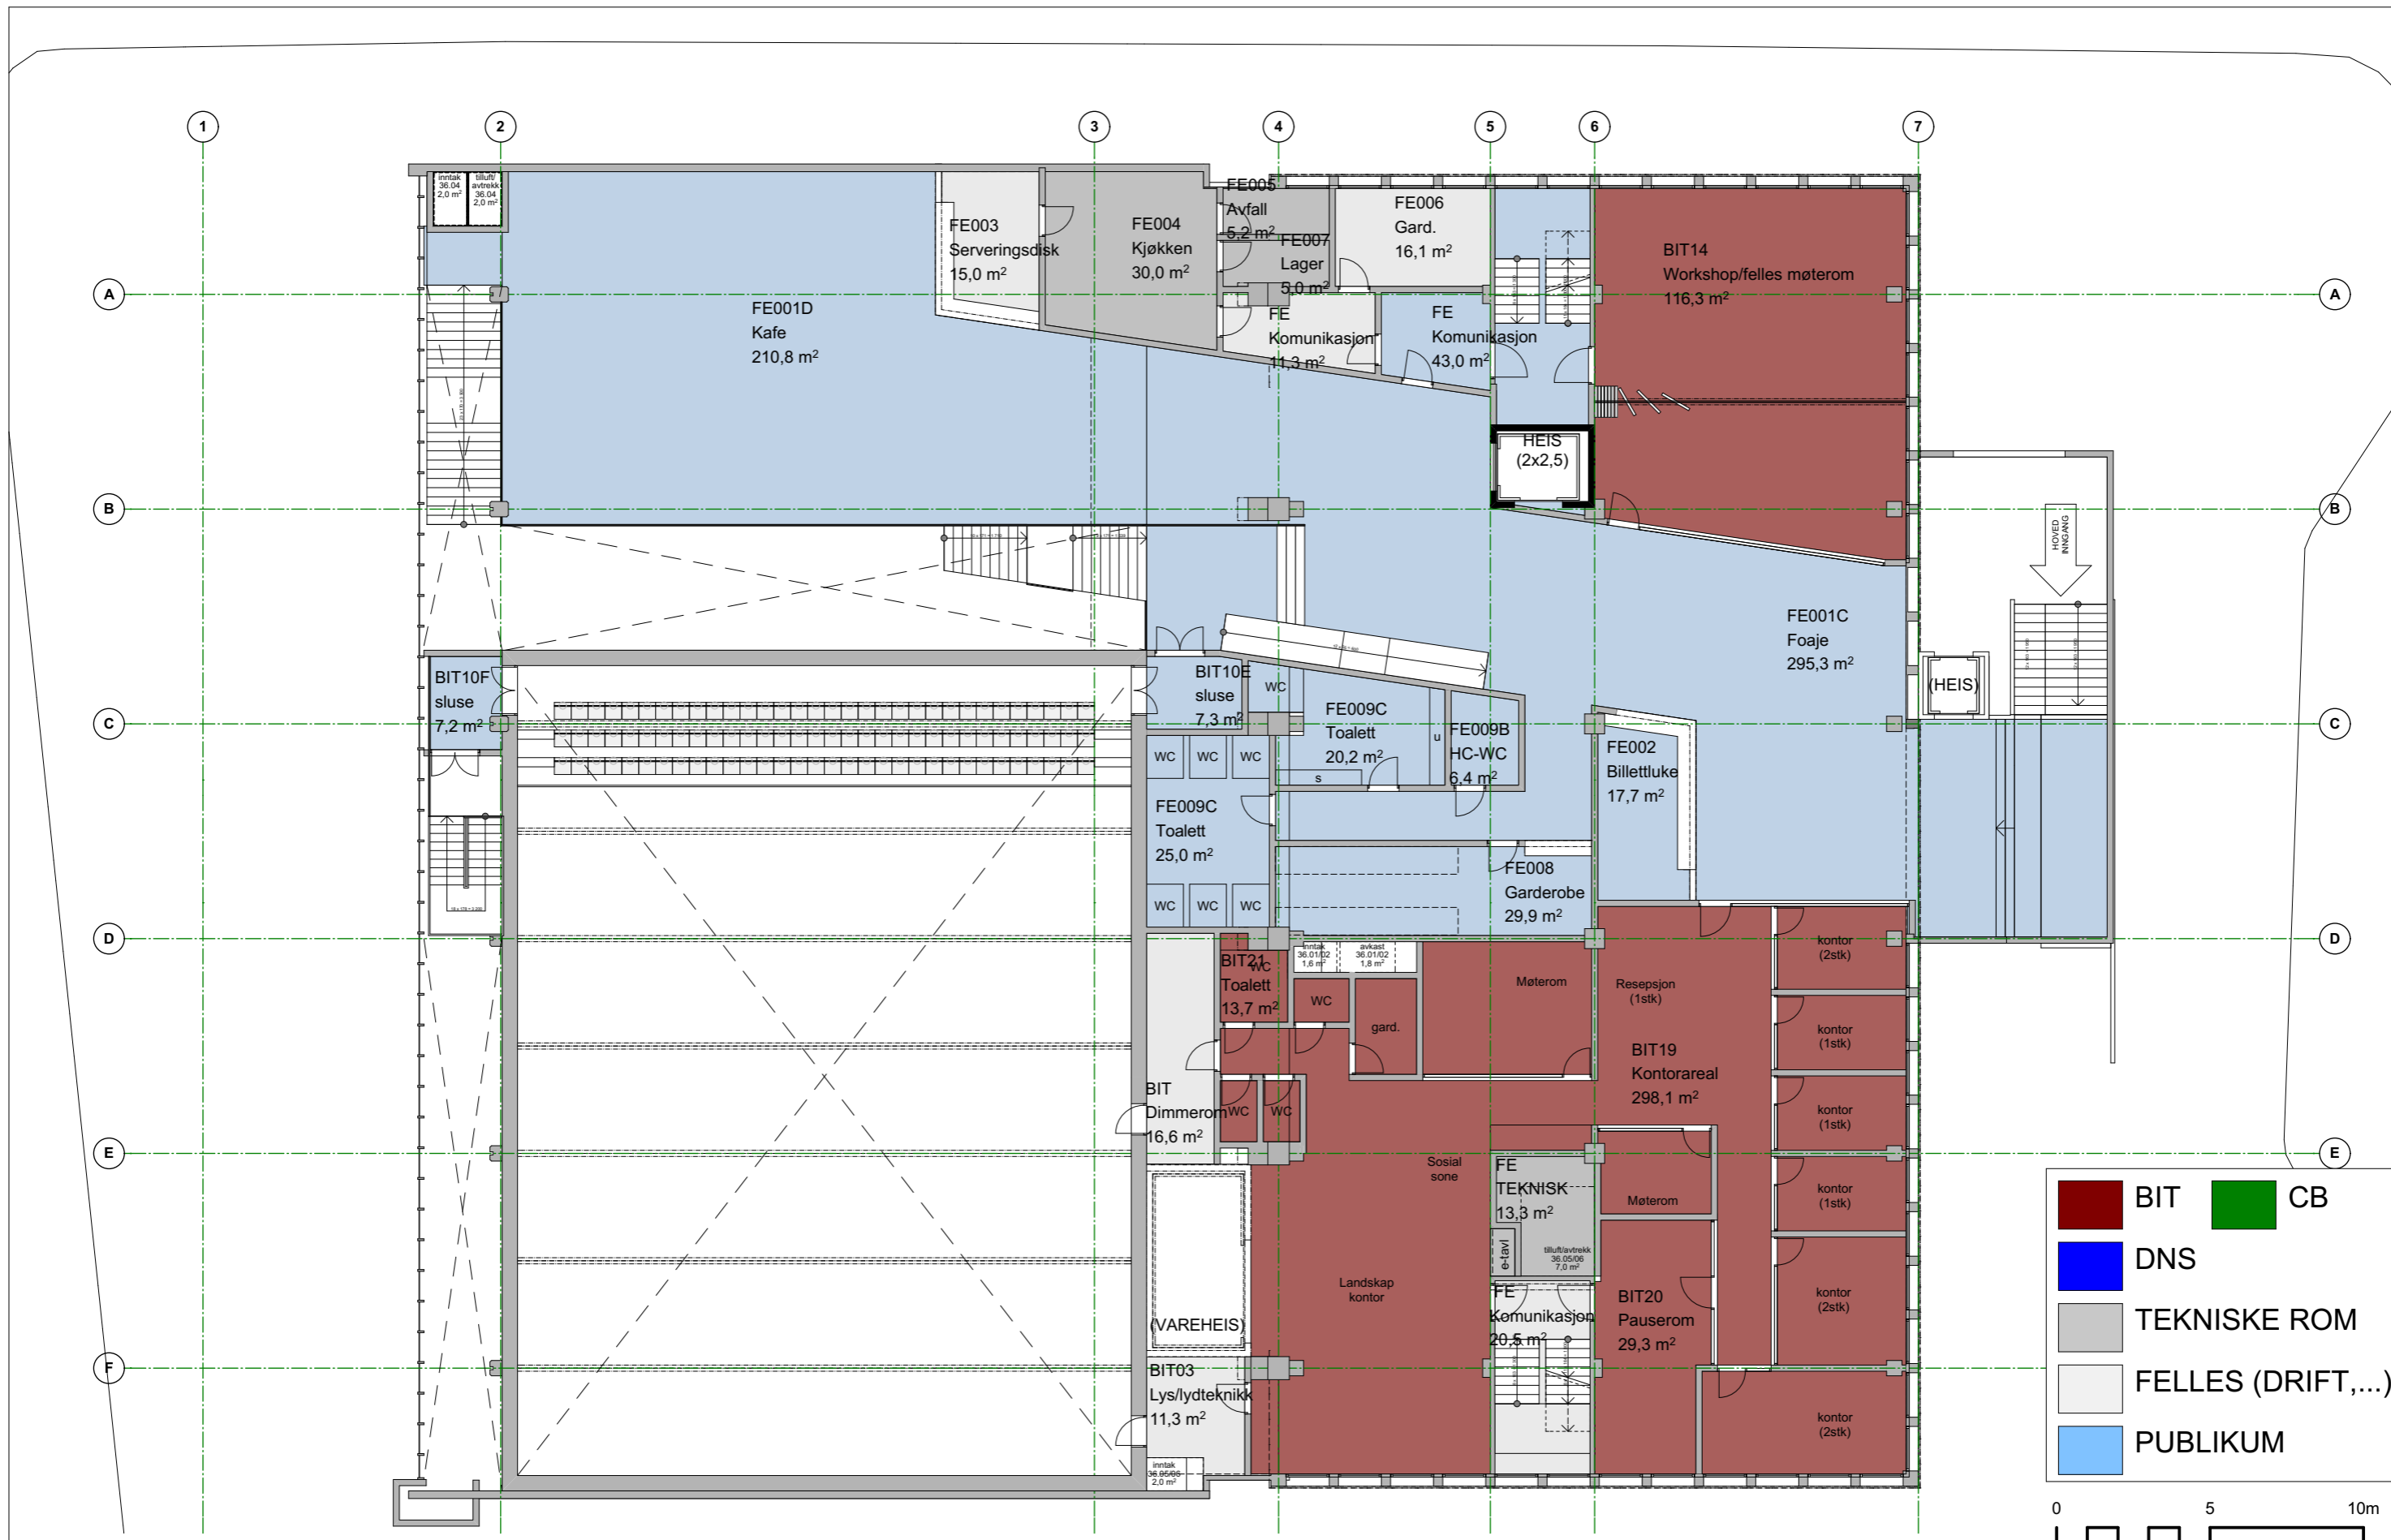 1
2
3
4
5
6
7
inntak
36.04
2,0 m²
tilluft/
avtrekk
36.04
2,0 m²
FE003
Serveringsdisk
15,0 m²
FE004
Kjøkken
30,0 m²
FE005
Avfall
5,2 m²
FE007
Lager
5,0 m²
FE006
Gard.
16,1 m²
BIT14
Workshop/felles møterom
116,3 m²
A
A
FE001D
Kafe
210,8 m²
FE
Komunikasjon
11,3 m²
FE
Komunikasjon
43,0 m²
HEIS
(2x2,5)
B
B
HOVED
INNGANG
FE001C
Foaje
295,3 m²
(HEIS)
BIT10F
sluse
7,2 m²
BIT10E
sluse
7,3 m²
WC
FE009C
Toalett
20,2 m²
u
s
FE009B
HC-WC
6,4 m²
C
C
FE002
Billettluke
17,7 m²
WC
WC
WC
FE009C
Toalett
25,0 m²
WC
WC
WC
FE008
Garderobe
29,9 m²
D
D
BIT21
WC
Toalett
13,7 m²
inntak
36.01/02
1,6 m²
avkast
36.01/02
1,8 m²
WC
gard.
Møterom
Resepsjon
(1stk)
kontor
(2stk)
kontor
(1stk)
BIT19
Kontorareal
298,1 m²
kontor
(1stk)
BIT
Dimmerom
16,6 m²
WC
WC
E
E
Sosial
sone
FE
TEKNISK
13,3 m²
e-tavl
tilluft/avtrekk
36.05/06
7,0 m²
Møterom
kontor
(1stk)
Landskap
kontor
FE
Komunikasjon
20,5 m²
BIT20
Pauserom
29,3 m²
kontor
(2stk)
(VAREHEIS)
F
BIT03
Lys/lydteknikk
11,3 m²
kontor
(2stk)
inntak
36.05/06
2,0 m²
BIT
CB
DNS
TEKNISKE ROM
FELLES (DRIFT,...)
PUBLIKUM
0
5
10m